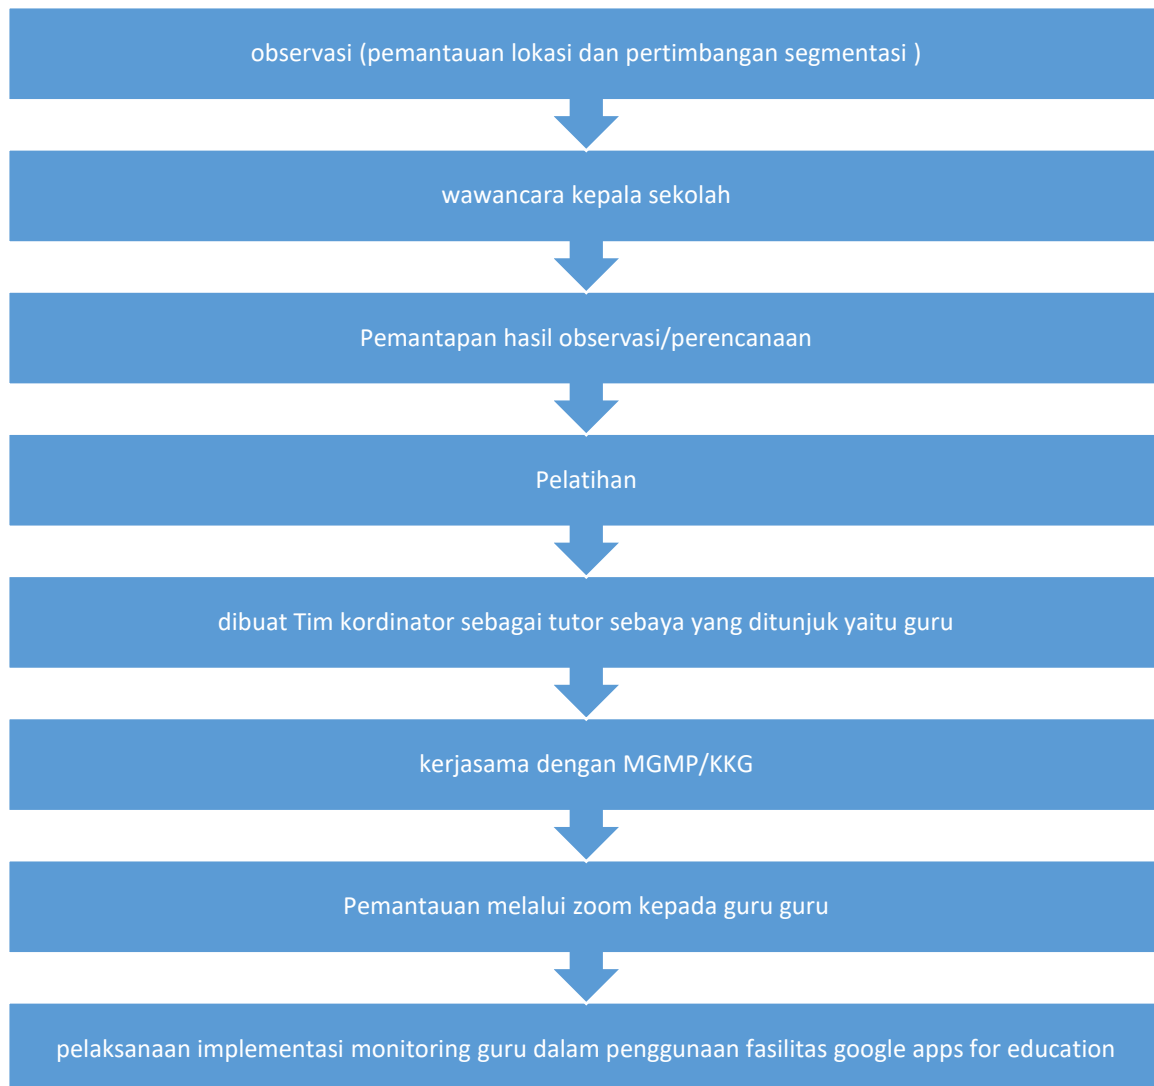 observasi (pemantauan lokasi dan pertimbangan segmentasi )
wawancara kepala sekolah
Pemantapan hasil observasi/perencanaan
Pelatihan
dibuat Tim kordinator sebagai tutor sebaya yang ditunjuk yaitu guru
kerjasama dengan MGMP/KKG
Pemantauan melalui zoom kepada guru guru
pelaksanaan implementasi monitoring guru dalam penggunaan fasilitas google apps for education